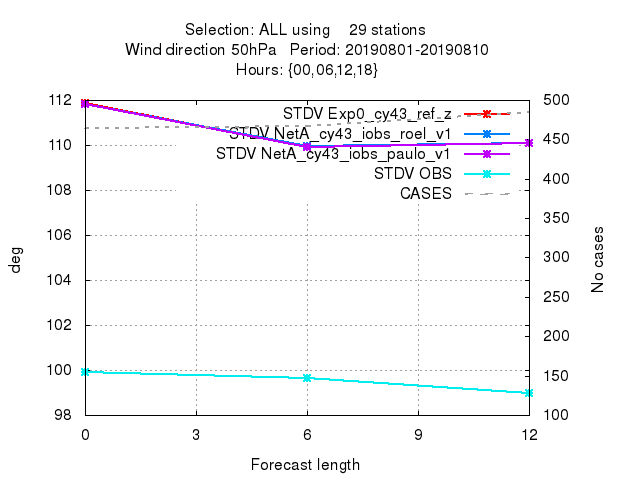 Selection: ALL using 29 stations
Wind direction 50hPa Period: 20190801-20190810
Hours: {00,06,12,18}
STDV Exp0_cy43_ref_z
STDV NetA_cy43_iobs_roel_v1
STDV NetA_cy43_iobs_paulo_v1
STDV OBS
CASES
112
110
108
106
104
102
100
98
deg
500
450
400
350
300
250
200
150
100
No cases
0 3 6 9 12
Forecast length